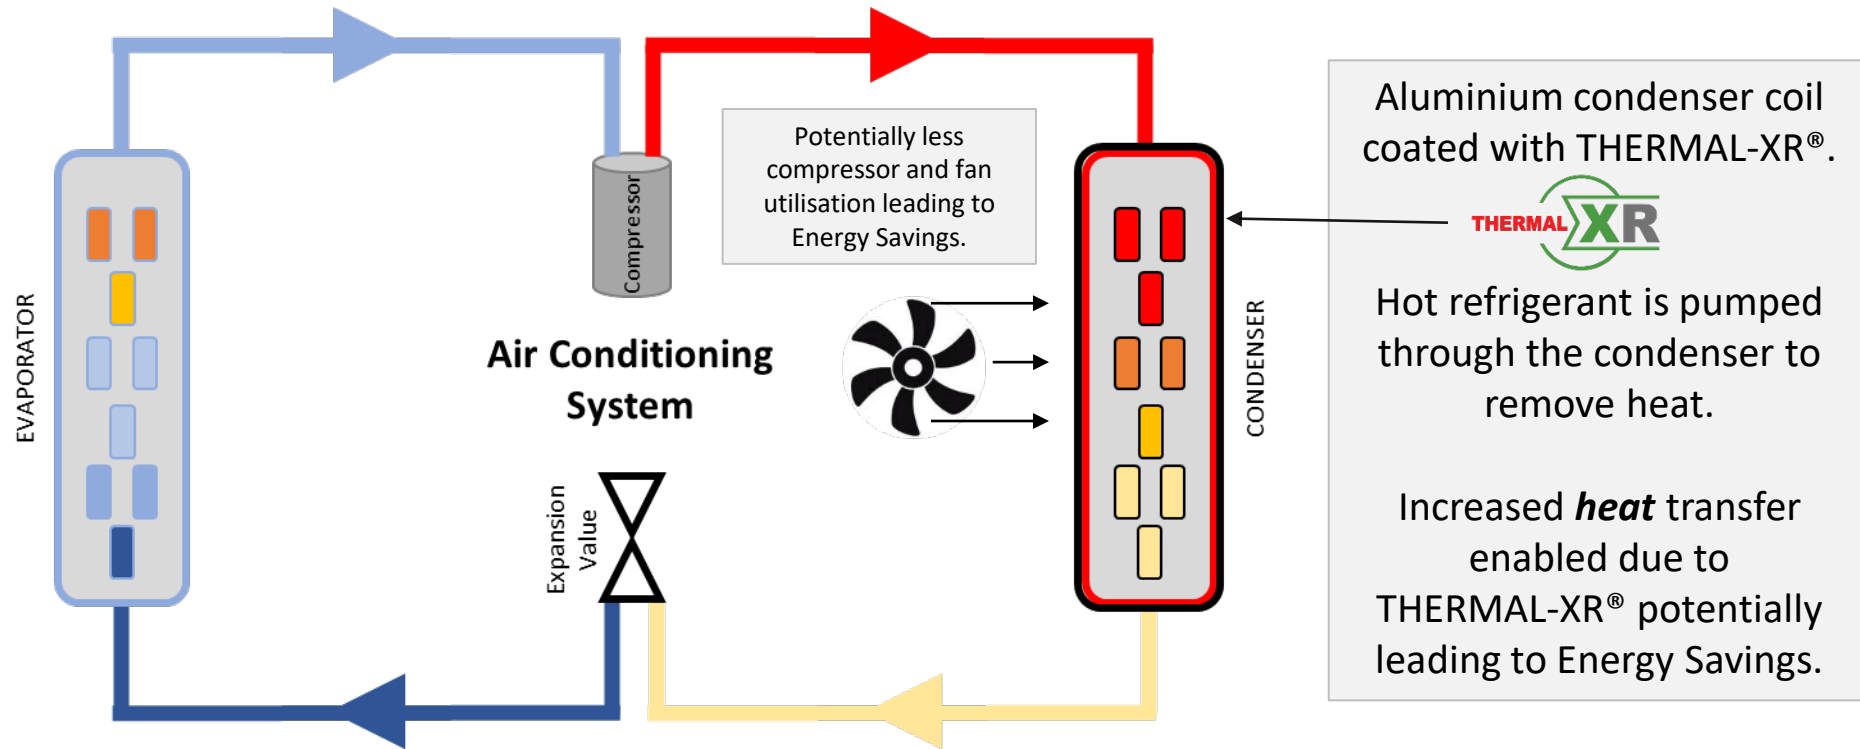 EVAPORATOR
Compressor
Potentially less
compressor and fan
utilisation leading to
Energy Savings.
Air Conditioning
System
Expansion
Value
CONDENSER
Aluminium condenser coil
coated with THERMAL-XR®.
THERMAL XR
Hot refrigerant is pumped
through the condenser to
remove heat.
Increased heat transfer
enabled due to
THERMAL-XR® potentially
leading to Energy Savings.